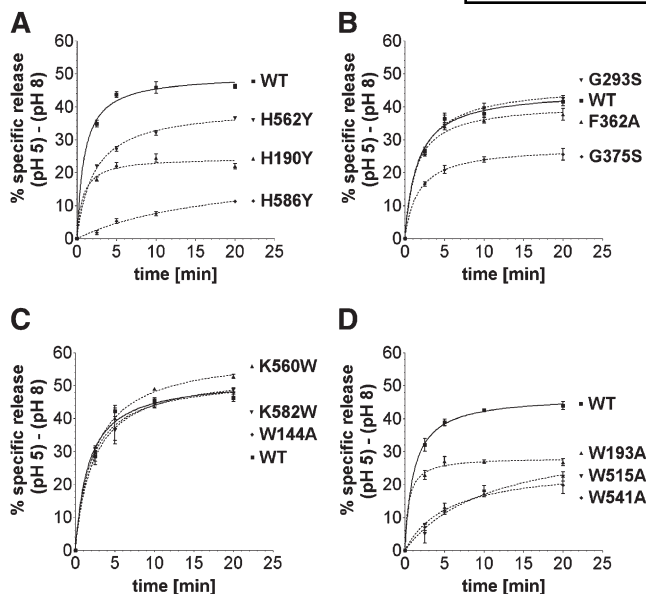 A
% specific release
(pH 5) - (pH 8)
60
50
40
30
20
10
0
0 5 10 15 20 25
time [min]
WT
H562Y
H190Y
H586Y
B
% specific release
(pH 5) - (pH 8)
60
50
40
30
20
10
0
0 5 10 15 20 25
time [min]
G293S
WT
F362A
G375S
C
% specific release
(pH 5) - (pH 8)
60
50
40
30
20
10
0
0 5 10 15 20 25
time [min]
K560W
K582W
W144A
WT
D
% specific release
(pH 5) - (pH 8)
60
50
40
30
20
10
0
0 5 10 15 20 25
time [min]
WT
W193A
W515A
W541A